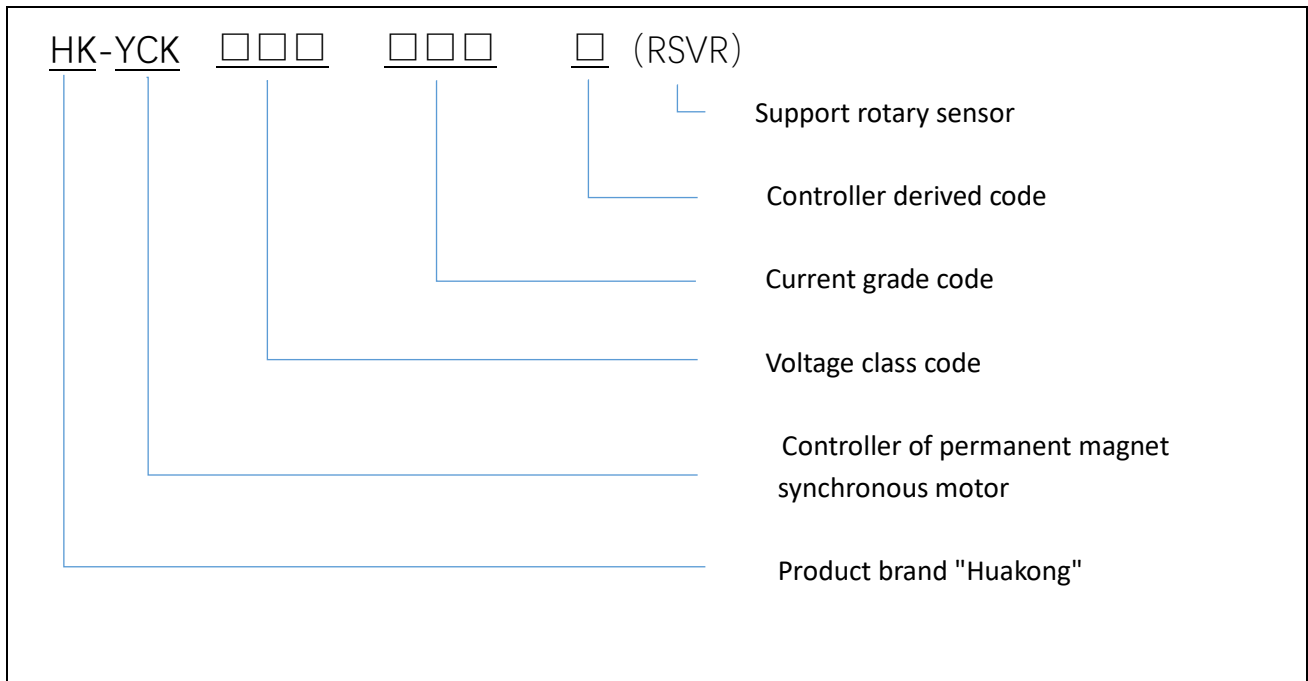 HK-YCK □□□ □□□ □ (RSVR)
Support rotary sensor
Controller derived code
Current grade code
Voltage class code
Controller of permanent magnet
synchronous motor
Product brand "Huakong"